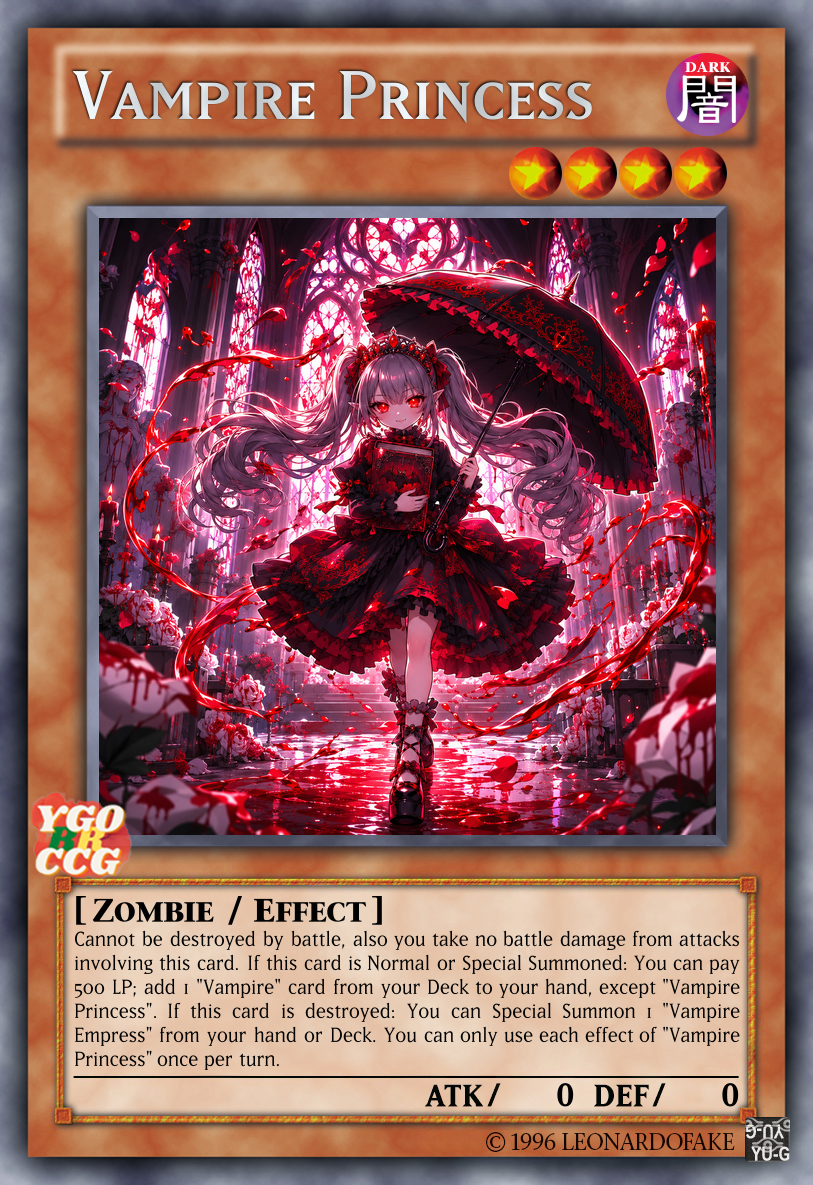 Vampire Princess
DARK
闇
YGO
RR
CCG
[ Zombie / Effect ]
Cannot be destroyed by battle, also you take no battle damage from attacks
involving this card. If this card is Normal or Special Summoned: You can pay
500 LP; add 1 "Vampire" card from your Deck to your hand, except "Vampire
Princess". If this card is destroyed: You can Special Summon 1 "Vampire
Empress" from your hand or Deck. You can only use each effect of "Vampire
Princess" once per turn.
ATK/ 0 DEF/ 0
© 1996 LEONARDOFAKE
YU-G